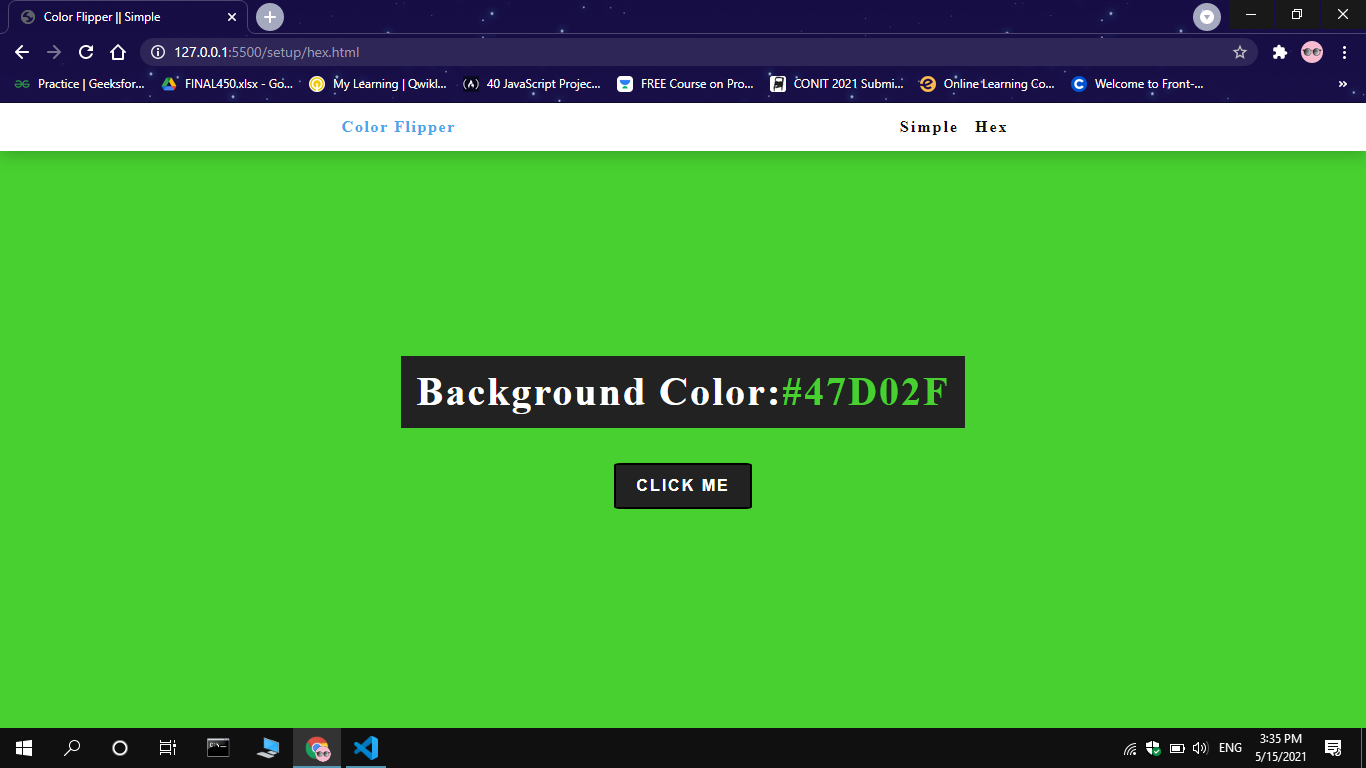 Color Flipper || Simple
127.0.0.1:5500/setup/hex.html
Practice | Geeksfor... FINAL450.xlsx - Go... My Learning | Qwikl... 40 JavaScript Projec... FREE Course on Pro... CONIT 2021 Submi... Online Learning Co... Welcome to Front-... »
Color Flipper Simple Hex
Background Color:#47D02F
CLICK ME
ENG
3:35 PM
5/15/2021